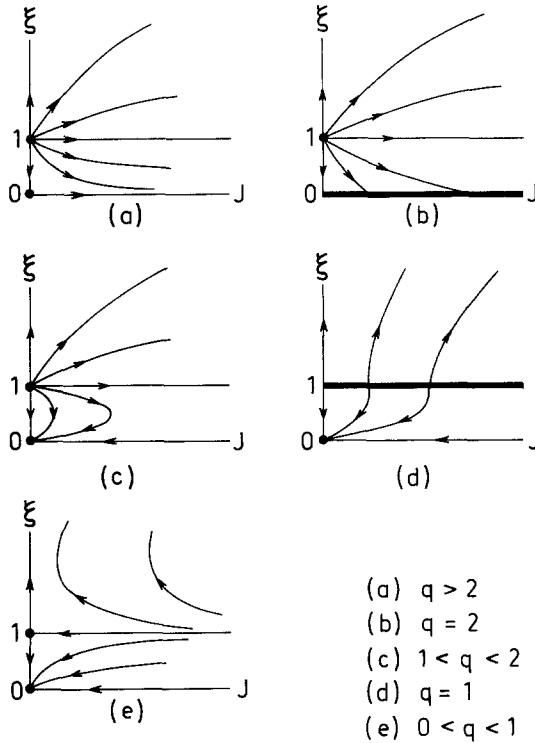 ξ ξ
1 1
0 J 0 J
(a) (b)
ξ ξ
1 1
0 J 0 J
(c) (d)
ξ
1
0 J
(e)
(a) q > 2
(b) q = 2
(c) 1 < q < 2
(d) q = 1
(e) 0 < q < 1